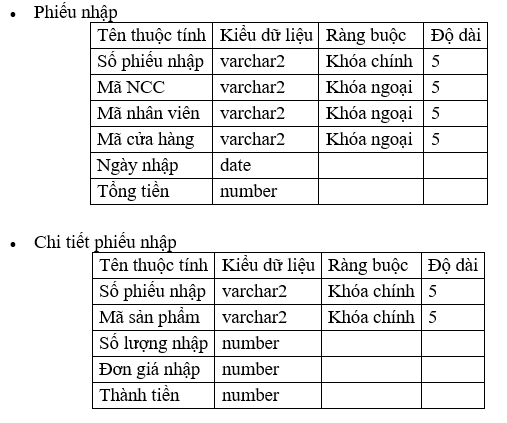 • Phiếu nhập
Tên thuộc tính Kiểu dữ liệu Ràng buộc Độ dài
Số phiếu nhập varchar2 Khóa chính 5
Mã NCC varchar2 Khóa ngoại 5
Mã nhân viên varchar2 Khóa ngoại 5
Mã cửa hàng varchar2 Khóa ngoại 5
Ngày nhập date
Tổng tiền number
• Chi tiết phiếu nhập
Tên thuộc tính Kiểu dữ liệu Ràng buộc Độ dài
Số phiếu nhập varchar2 Khóa chính 5
Mã sản phẩm varchar2 Khóa chính 5
Số lượng nhập number
Đơn giá nhập number
Thành tiền number